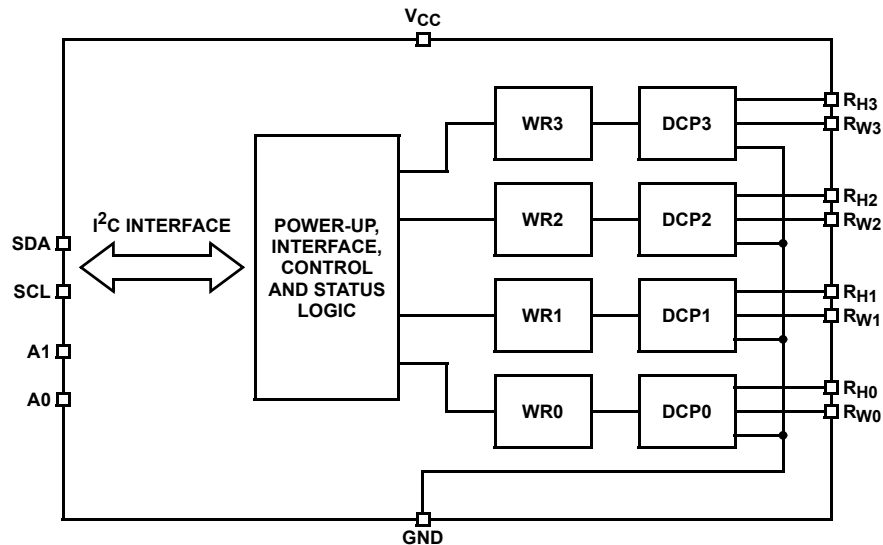 VCC
RH3
WR3
DCP3
RW3
RH2
I2C INTERFACE
POWER-UP,
INTERFACE,
CONTROL
AND STATUS
LOGIC
WR2
DCP2
RW2
SDA
SCL
RH1
WR1
DCP1
RW1
A1
A0
RH0
WR0
DCP0
RW0
GND